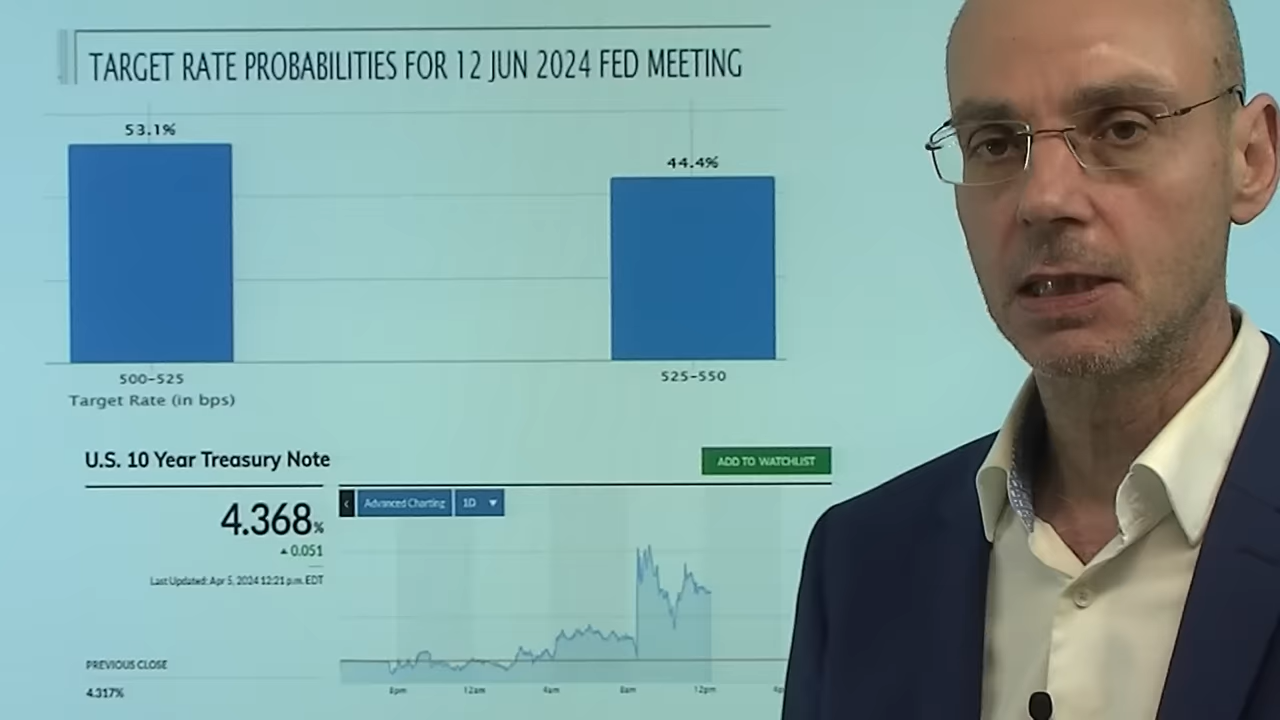 TARGET RATE PROBABILITIES FOR 12 JUN 2024 FED MEETING
53.1%
44.4%
500-525
525-550
Target Rate (in bps)
U.S. 10 Year Treasury Note
ADD TO WATCHLIST
Advanced Charting
1D
4.368%
0.051
Last Updated: Apr 5, 2024 12:21 p.m. EDT
PREVIOUS CLOSE
4.317%
8pm 12am 4am 8am 12pm